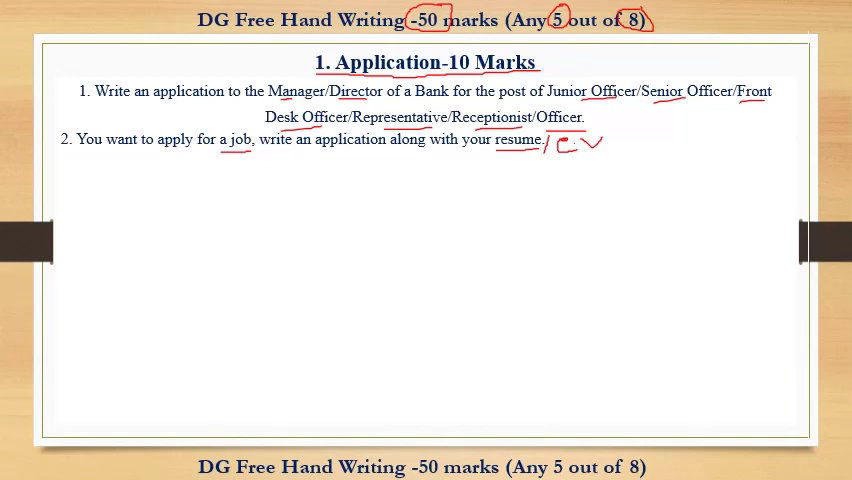 DG Free Hand Writing -50 marks (Any 5 out of 8)
1. Application-10 Marks
1. Write an application to the Manager/Director of a Bank for the post of Junior Officer/Senior Officer/Front
Desk Officer/Representative/Receptionist/Officer.
2. You want to apply for a job, write an application along with your resume./C.V
DG Free Hand Writing -50 marks (Any 5 out of 8)